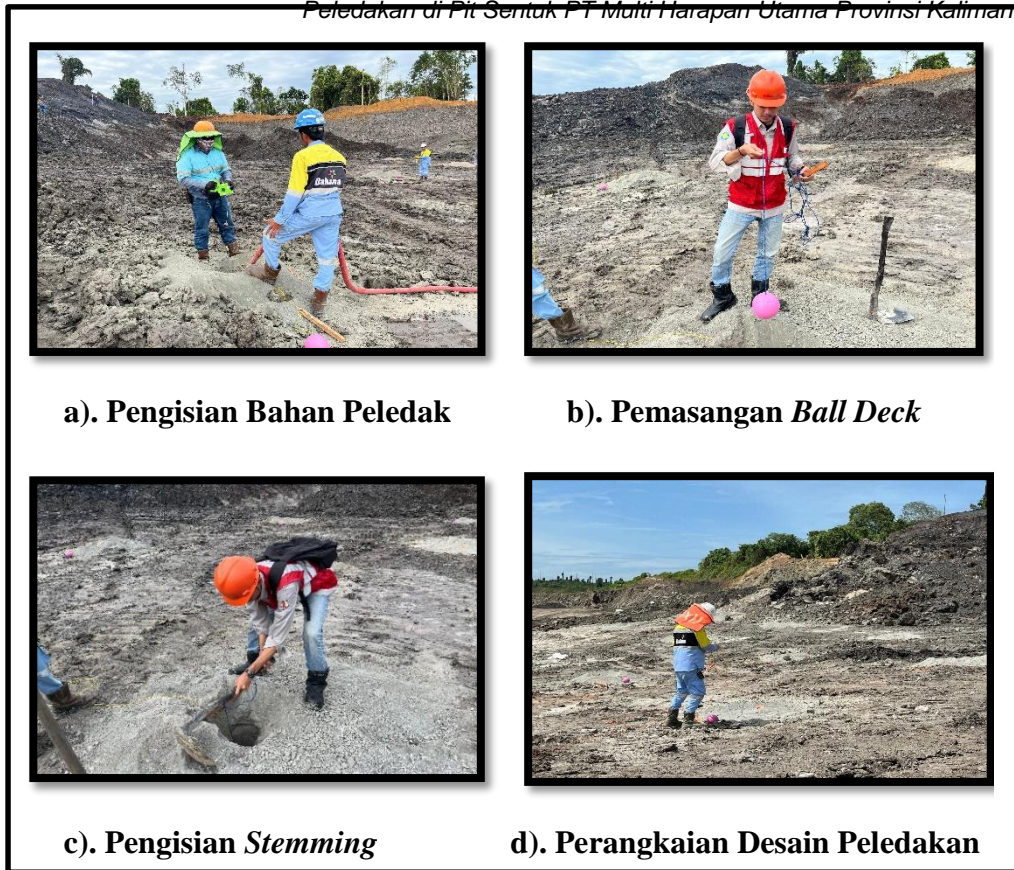 Peledakan di Pit Sentuk PT Multi Harapan Utama Provinsi Kaliman
Bahana
a). Pengisian Bahan Peledak
b). Pemasangan Ball Deck
c). Pengisian Stemming
d). Perangkaian Desain Peledakan